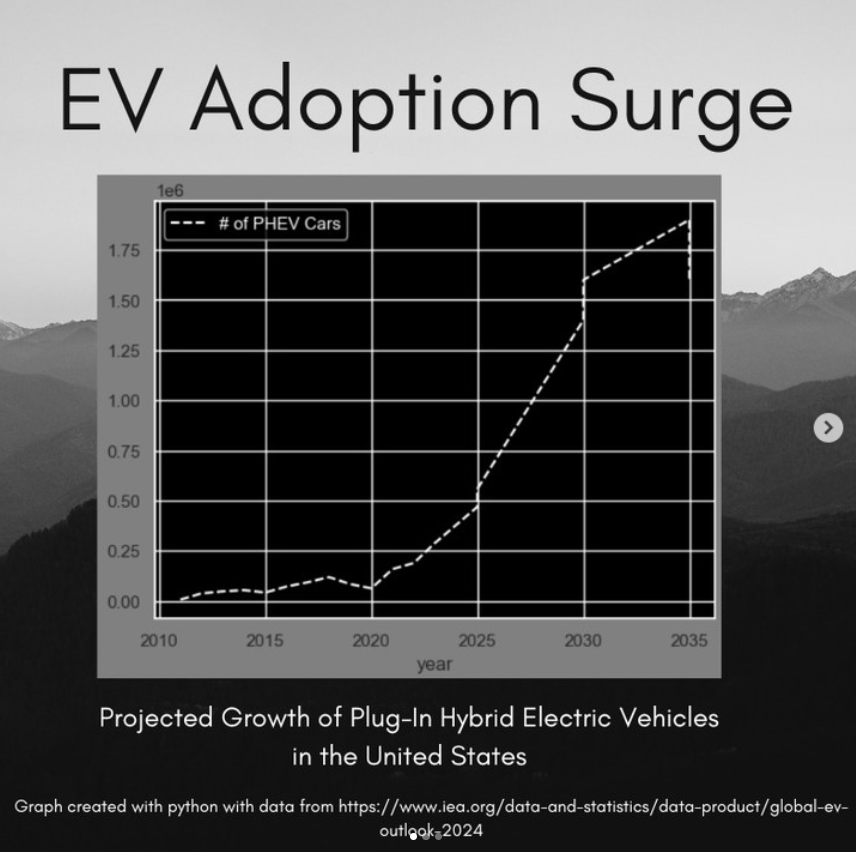 EV Adoption Surge
1e6
# of PHEV Cars
1.75
1.50
1.25
1.00
0.75
0.50
0.25
0.00
2010 2015 2020 2025 2030 2035
year
Projected Growth of Plug-In Hybrid Electric Vehicles
in the United States
Graph created with python with data from https://www.iea.org/data-and-statistics/data-product/global-ev-
outlook-2024